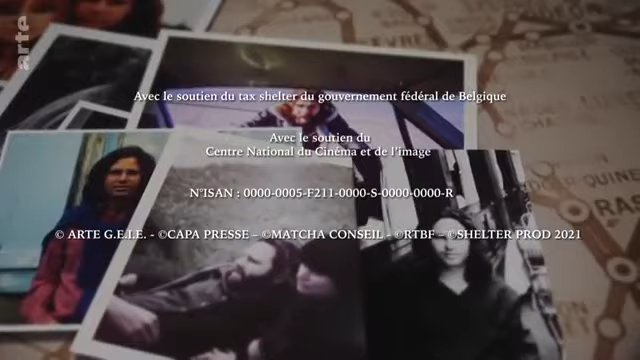 arte
Avec le soutien du tax shelter du gouvernement fédéral de Belgique
Avec le soutien du
Centre National du Cinéma et de l'image
N°ISAN : 0000-0005-F211-0000-S-0000-0000-R
© ARTE G.E.I.E. - ©CAPA PRESSE – ©MATCHA CONSEIL - ©RTBF – ©SHELTER PROD 2021